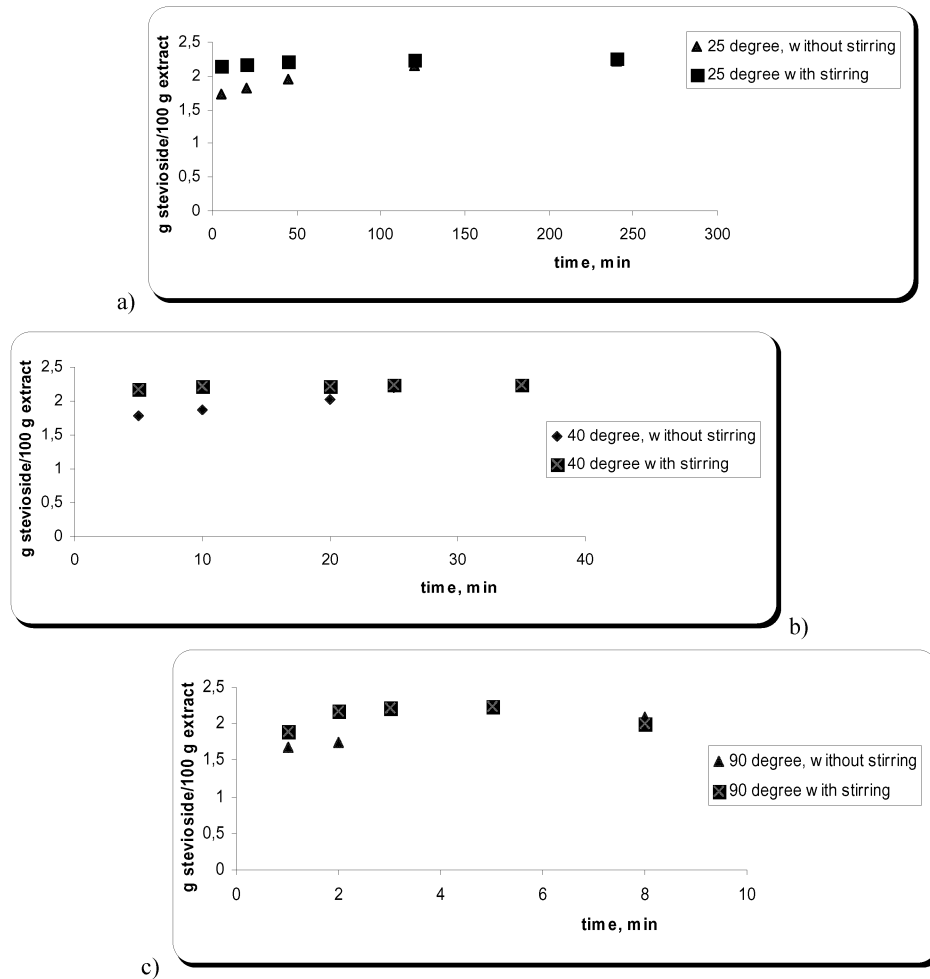 g stevioside/100 g extract
2,5
2
1,5
1
0,5
0
0 50 100 150 200 250 300
time, min
25 degree, without stirring
25 degree with stirring
a)
g stevioside/100 g extract
2,5
2
1,5
1
0,5
0
0 10 20 30 40
time, min
40 degree, without stirring
40 degree with stirring
b)
g stevioside/100 g extract
2,5
2
1,5
1
0,5
0
0 2 4 6 8 10
time, min
90 degree, without stirring
90 degree with stirring
c)